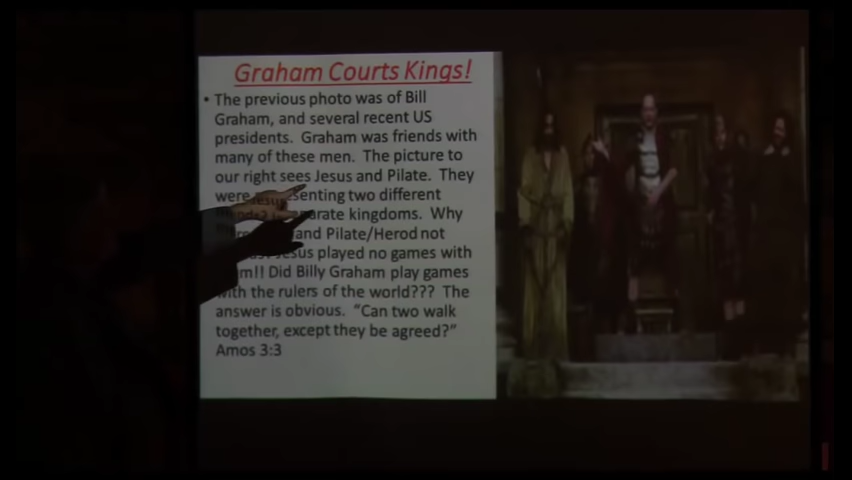 Graham Courts Kings!
• The previous photo was of Bill
Graham, and several recent US
presidents. Graham was friends with
many of these men. The picture to
our right sees Jesus and Pilate. They
were senting two different
parate kingdoms. Why
and Pilate/Herod not
sus played no games with
m!! Did Billy Graham play games
with the rulers of the world??? The
answer is obvious. “Can two walk
together, except they be agreed?”
Amos 3:3